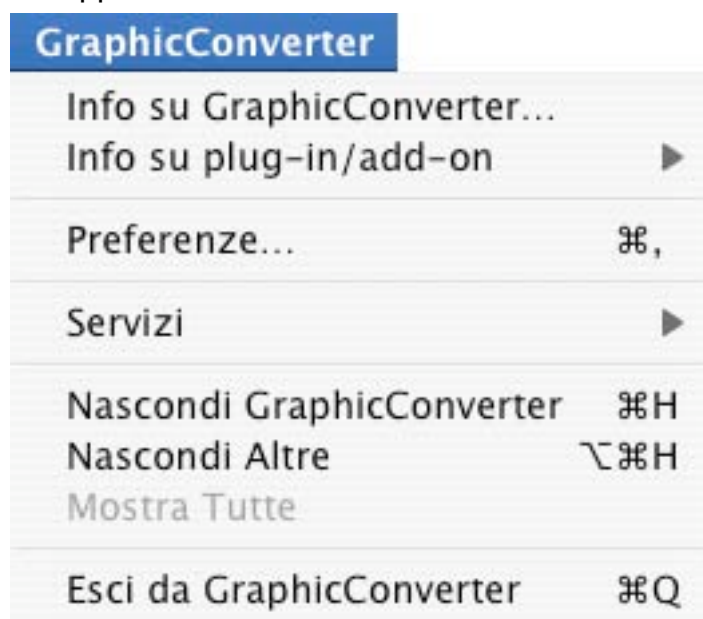 GraphicConverter
Info su GraphicConverter...
Info su plug-in/add-on ▶
Preferenze... ⌘,
Servizi ▶
Nascondi GraphicConverter ⌘H
Nascondi Altre ⌥⌘H
Mostra Tutte
Esci da GraphicConverter ⌘Q